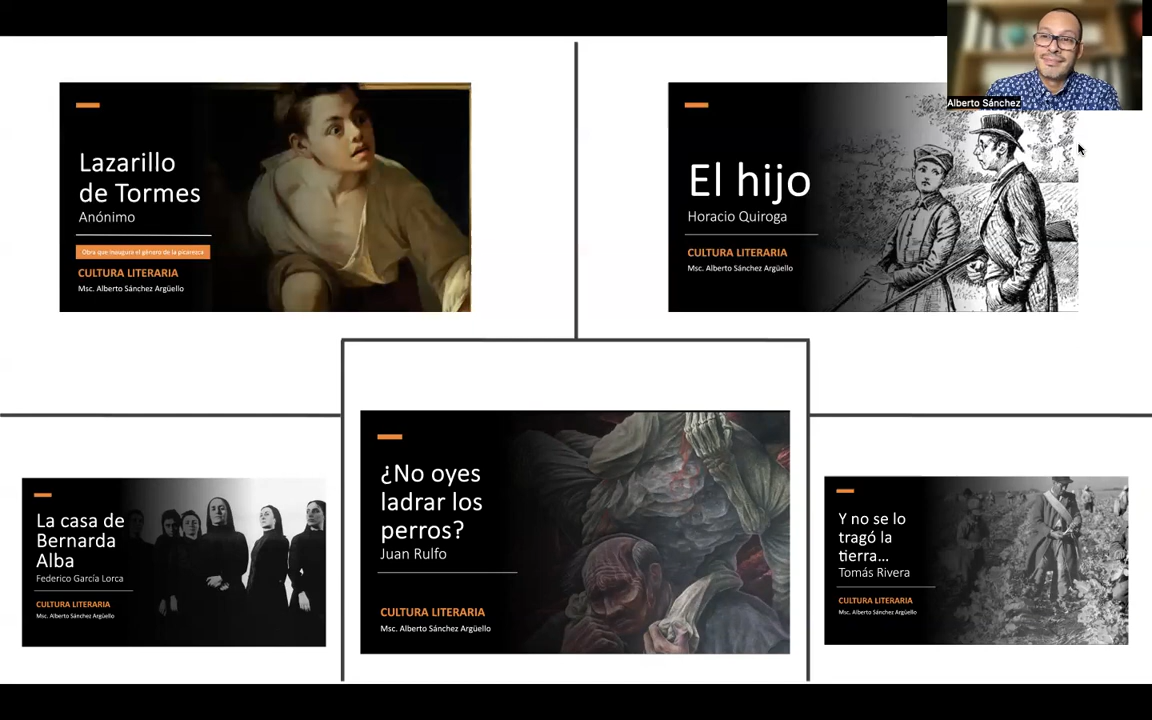 Alberto Sánchez
Lazarillo
de Tormes
Anónimo
Obra que inaugura el género de la picaresca
CULTURA LITERARIA
Msc. Alberto Sánchez Argüello
El hijo
Horacio Quiroga
CULTURA LITERARIA
Msc. Alberto Sánchez Argüello
La casa de
Bernarda
Alba
Federico García Lorca
CULTURA LITERARIA
Msc. Alberto Sánchez Argüello
¿No oyes
ladrar los
perros?
Juan Rulfo
CULTURA LITERARIA
Msc. Alberto Sánchez Argüello
Y no se lo
tragó la
tierra...
Tomás Rivera
CULTURA LITERARIA
Msc. Alberto Sánchez Argüello